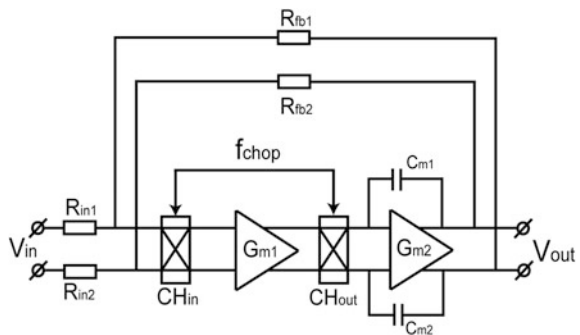 Rfb1
Rfb2
fchop
Cm1
Rin1
Vin
Gm1
Gm2
Vout
Rin2
CHin
CHout
Cm2